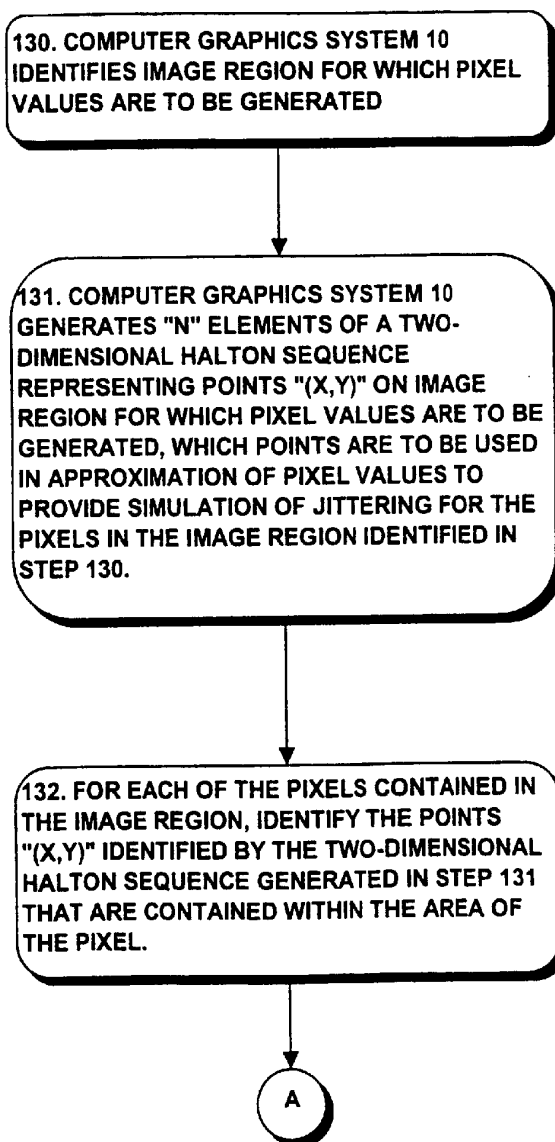 130. COMPUTER GRAPHICS SYSTEM 10
IDENTIFIES IMAGE REGION FOR WHICH PIXEL
VALUES ARE TO BE GENERATED
131. COMPUTER GRAPHICS SYSTEM 10
GENERATES "N" ELEMENTS OF A TWO-
DIMENSIONAL HALTON SEQUENCE
REPRESENTING POINTS "(X,Y)" ON IMAGE
REGION FOR WHICH PIXEL VALUES ARE TO BE
GENERATED, WHICH POINTS ARE TO BE USED
IN APPROXIMATION OF PIXEL VALUES TO
PROVIDE SIMULATION OF JITTERING FOR THE
PIXELS IN THE IMAGE REGION IDENTIFIED IN
STEP 130.
132. FOR EACH OF THE PIXELS CONTAINED IN
THE IMAGE REGION, IDENTIFY THE POINTS
"(X,Y)" IDENTIFIED BY THE TWO-DIMENSIONAL
HALTON SEQUENCE GENERATED IN STEP 131
THAT ARE CONTAINED WITHIN THE AREA OF
THE PIXEL.
A